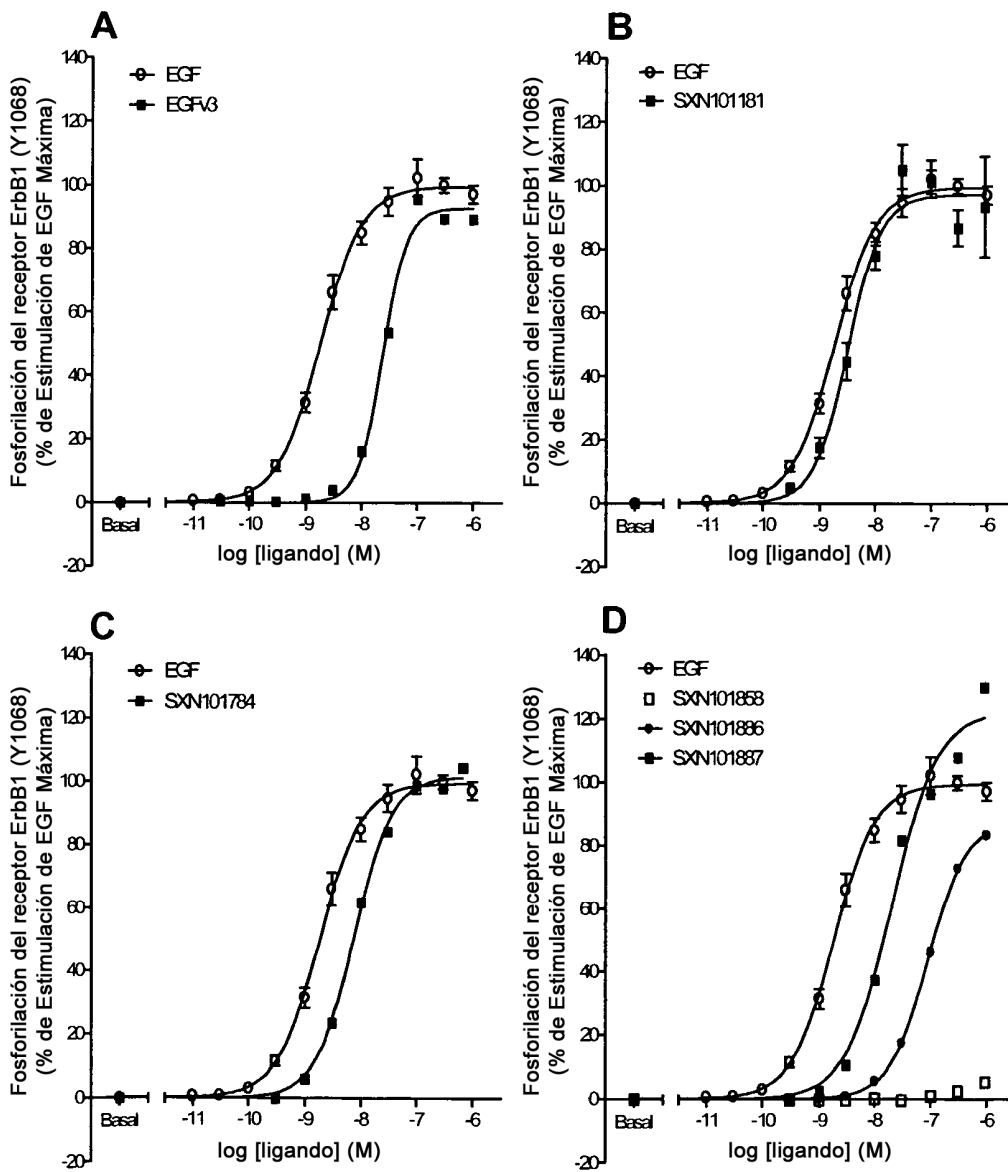 A
Fosforilación del receptor ErbB1 (Y1068)
(% de Estimulación de EGF Máxima)
140
120
100
80
60
40
20
0
-20
EGF
EGFv3
Basal
-11
-10
-9
-8
-7
-6
log [ligando] (M)
B
Fosforilación del receptor ErbB1 (Y1068)
(% de Estimulación de EGF Máxima)
140
120
100
80
60
40
20
0
-20
EGF
SXN101181
Basal
-11
-10
-9
-8
-7
-6
log [ligando] (M)
C
Fosforilación del receptor ErbB1 (Y1068)
(% de Estimulación de EGF Máxima)
140
120
100
80
60
40
20
0
-20
EGF
SXN101784
Basal
-11
-10
-9
-8
-7
-6
log [ligando] (M)
D
Fosforilación del receptor ErbB1 (Y1068)
(% de Estimulación de EGF Máxima)
140
120
100
80
60
40
20
0
-20
EGF
SXN101858
SXN101886
SXN101887
Basal
-11
-10
-9
-8
-7
-6
log [ligando] (M)